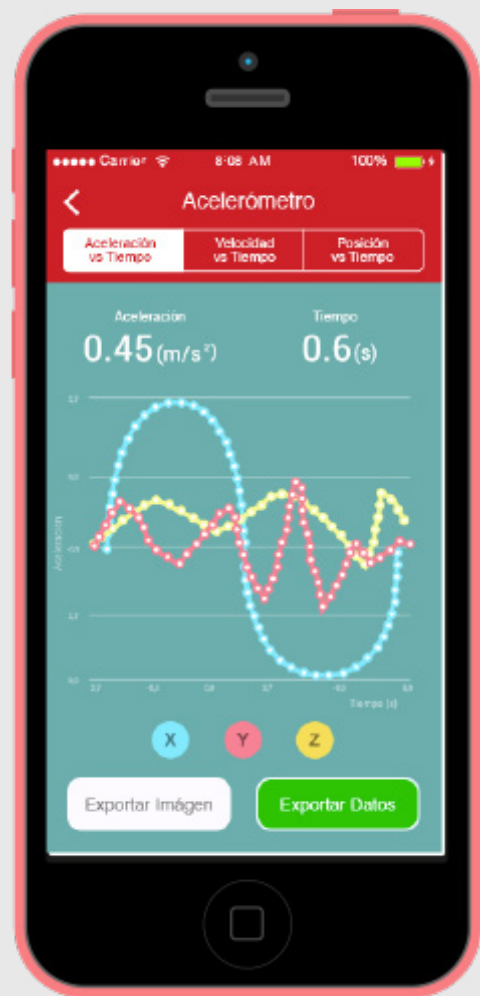 Carrier 8:08 AM 100%
Acelerómetro
Aceleración
vs Tiempo
Velocidad
vs Tiempo
Posición
vs Tiempo
Aceleración
0.45(m/s²)
Tiempo
0.6(s)
Aceleración
Tiempo (s)
X Y Z
Exportar Imágen
Exportar Datos